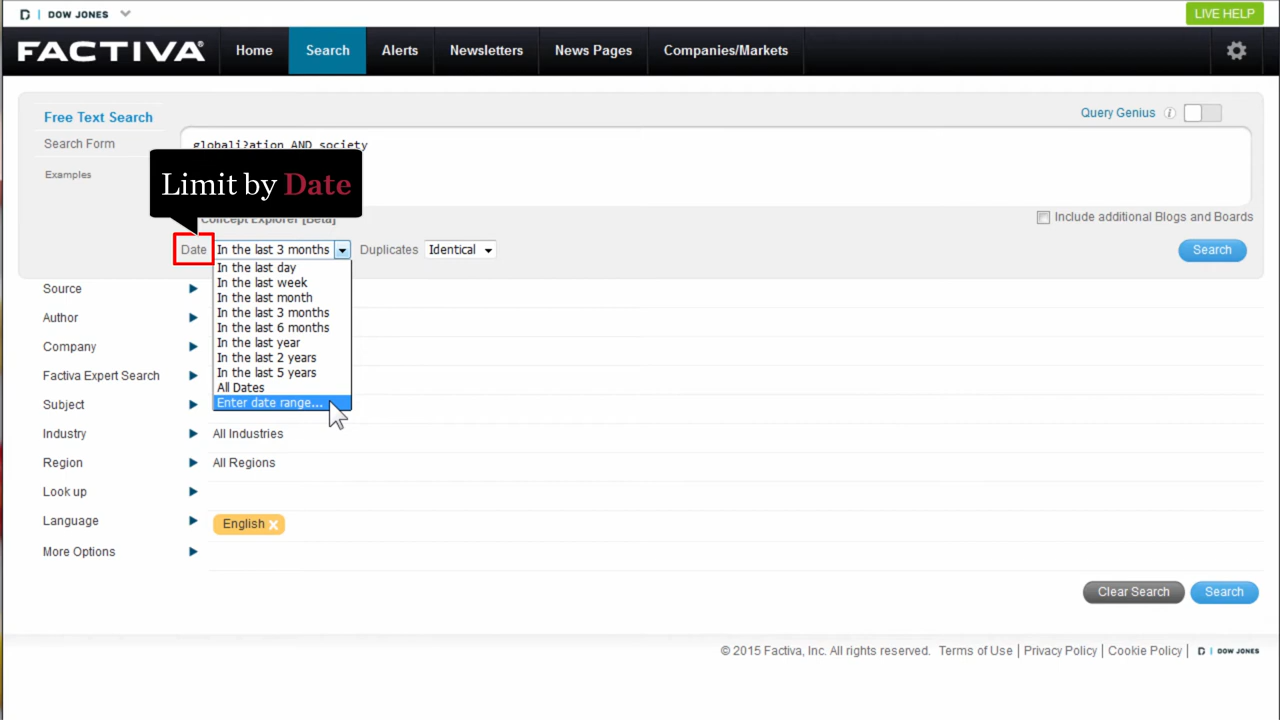 DOW JONES
LIVE HELP
FACTIVA
Home
Search
Alerts
Newsletters
News Pages
Companies/Markets
Free Text Search
Query Genius
Search Form
globali?ation AND society
Examples
Limit by Date
Concept Explorer [Beta]
Include additional Blogs and Boards
Date
In the last 3 months
Duplicates
Identical
Search
In the last day
In the last week
In the last month
In the last 3 months
In the last 6 months
In the last year
In the last 2 years
In the last 5 years
All Dates
Enter date range...
Source
Author
Company
Factiva Expert Search
Subject
Industry
All Industries
Region
All Regions
Look up
Language
English x
More Options
Clear Search
Search
© 2015 Factiva, Inc. All rights reserved. Terms of Use | Privacy Policy | Cookie Policy | DOW JONES